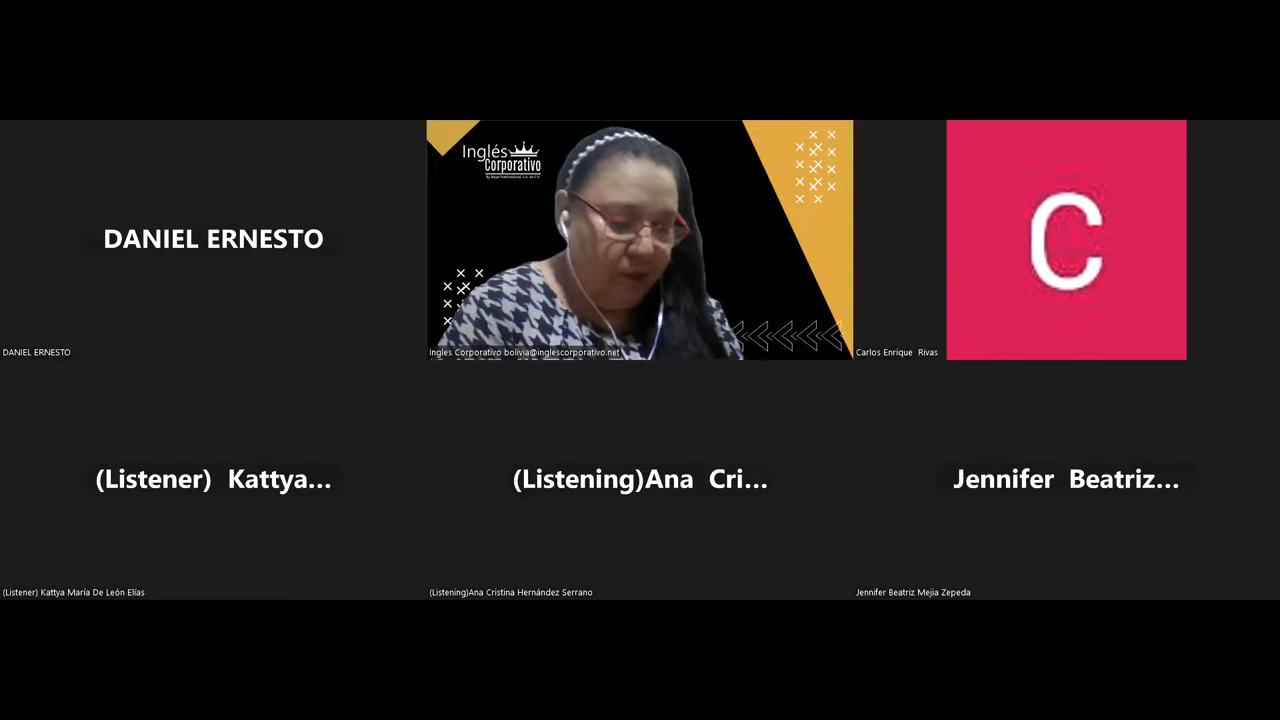 DANIEL ERNESTO
DANIEL ERNESTO
Inglés
Corporativo
Ingles Corporativo bolivia@inglescorporativo.net
C
Carlos Enrique Rivas
(Listener) Kattya...
(Listener) Kattya María De León Elías
(Listening)Ana Cri...
(Listening)Ana Cristina Hernández Serrano
Jennifer Beatriz...
Jennifer Beatriz Mejia Zepeda